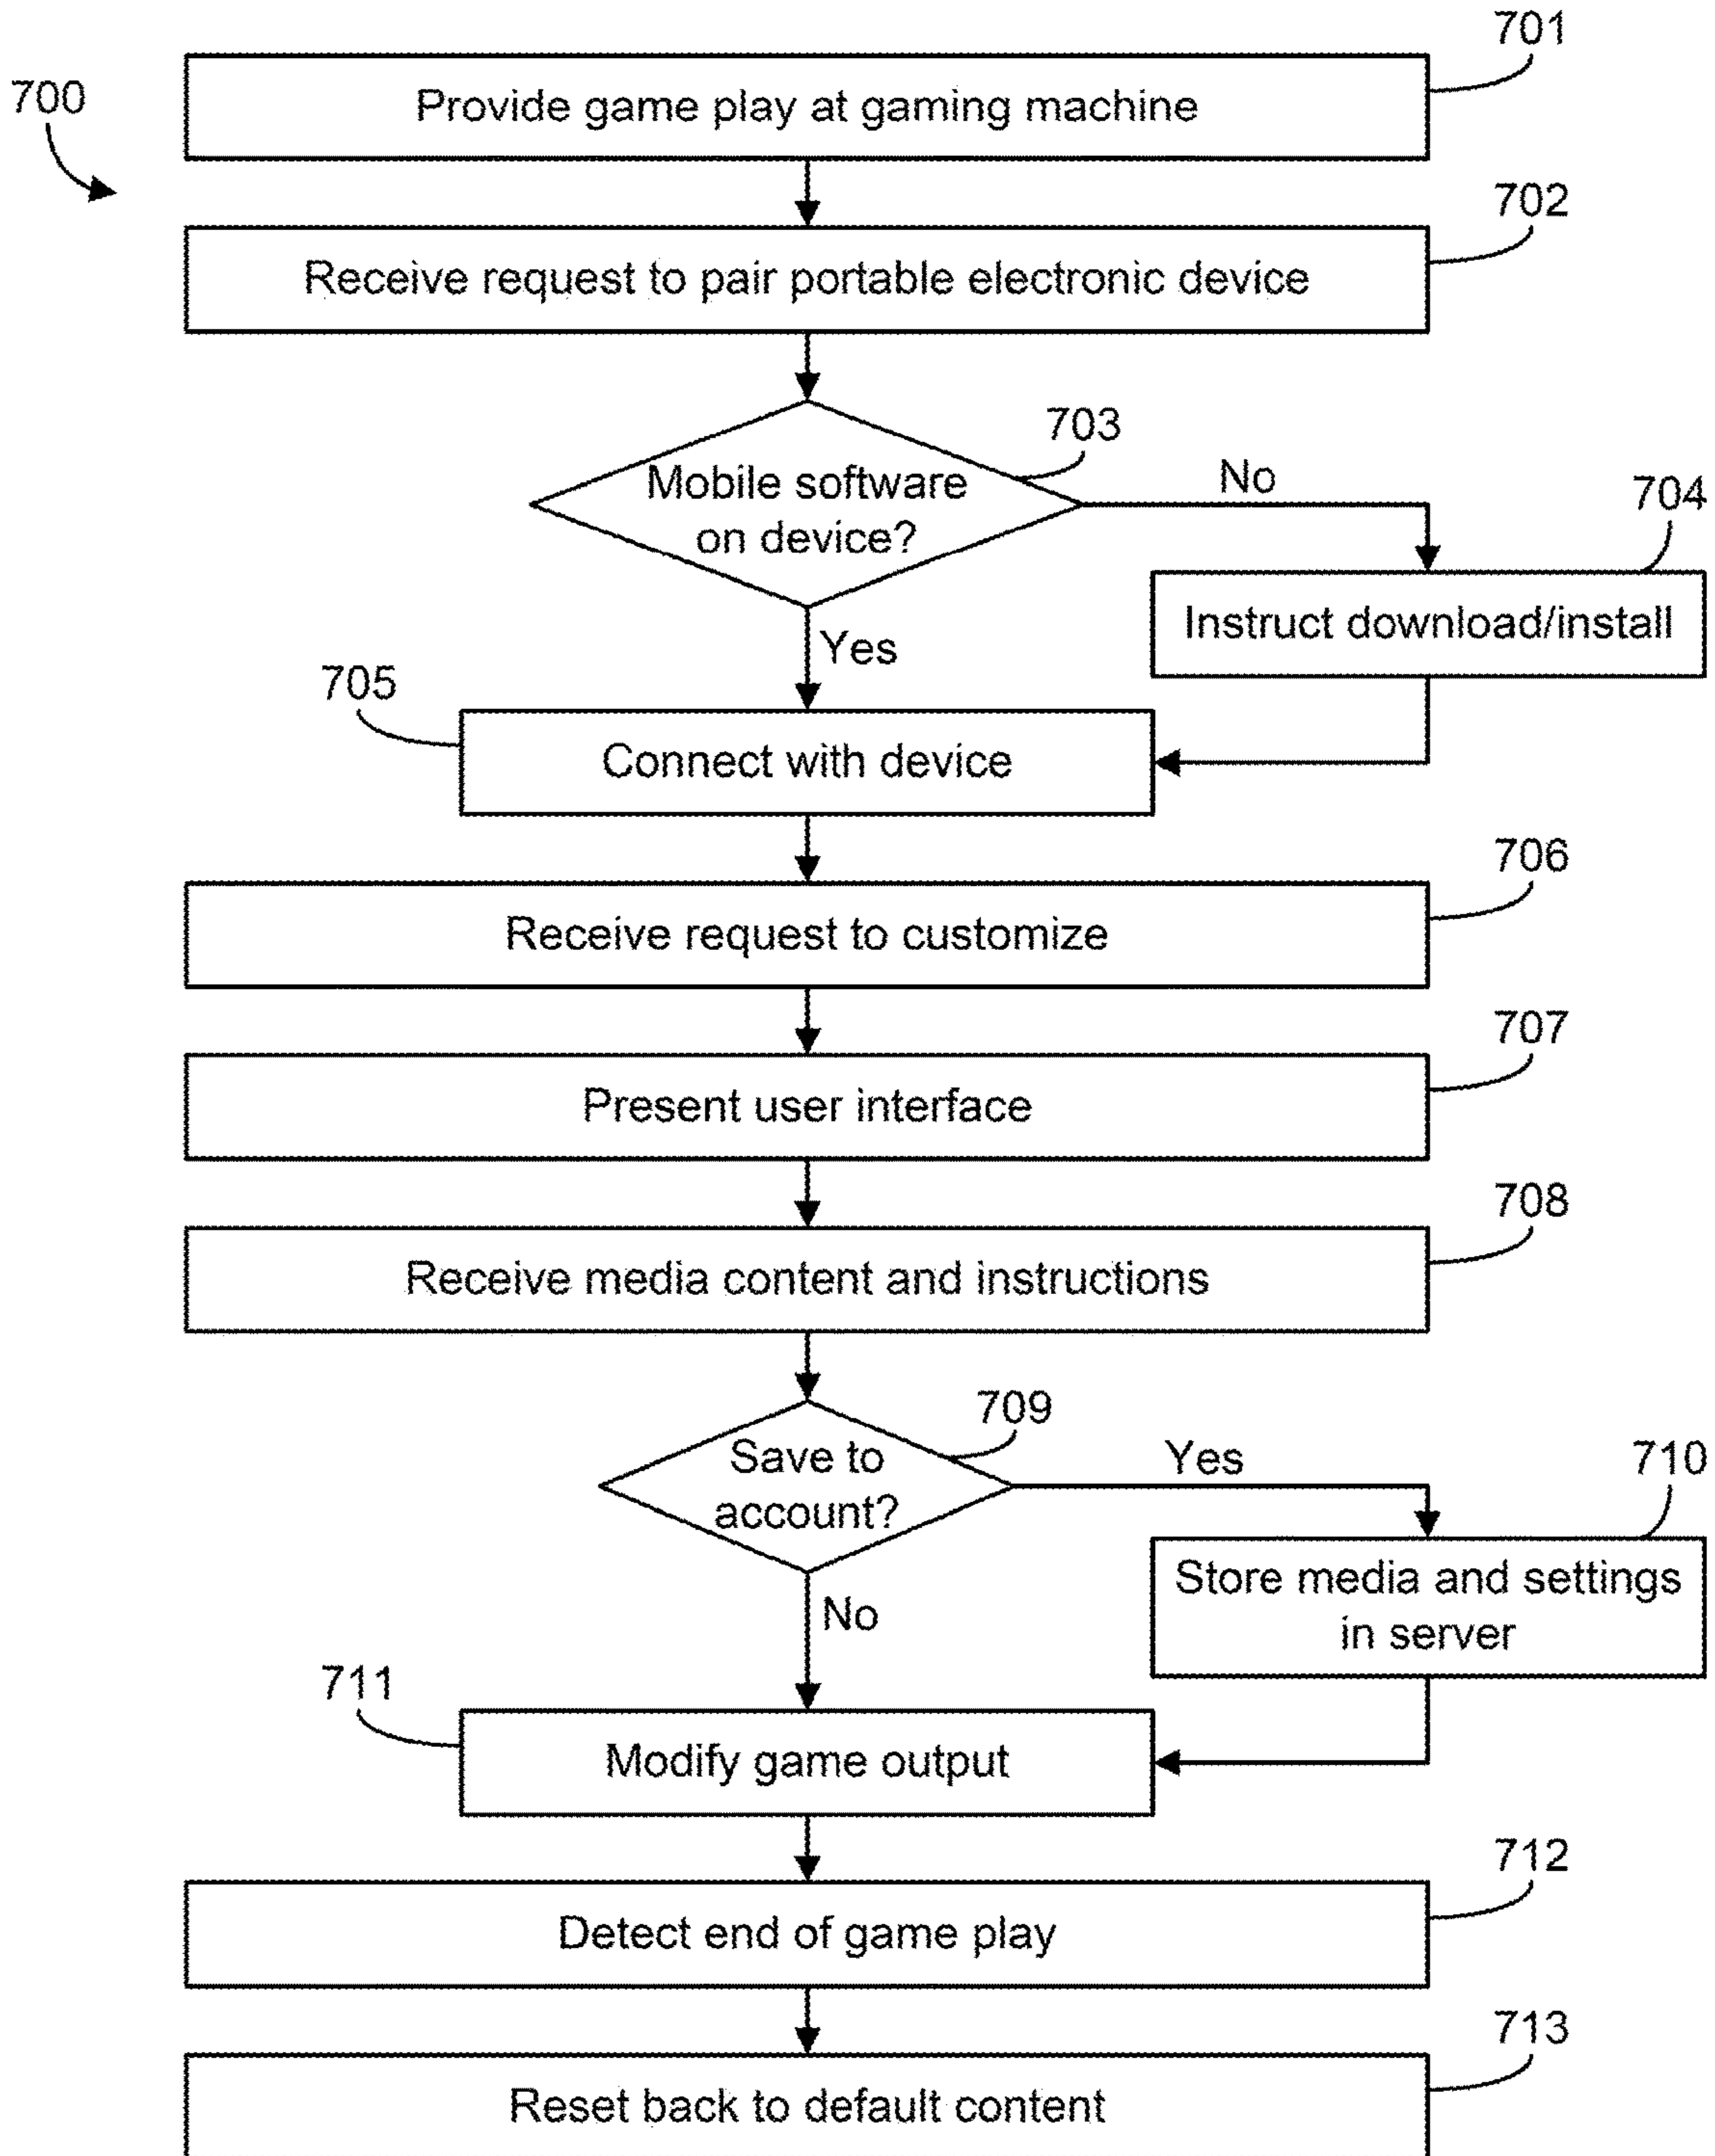 701
700
Provide game play at gaming machine
702
Receive request to pair portable electronic device
703
Mobile software
on device?
No
704
Instruct download/install
Yes
705
Connect with device
706
Receive request to customize
707
Present user interface
708
Receive media content and instructions
709
Save to
account?
Yes
710
Store media and settings
in server
No
711
Modify game output
712
Detect end of game play
713
Reset back to default content